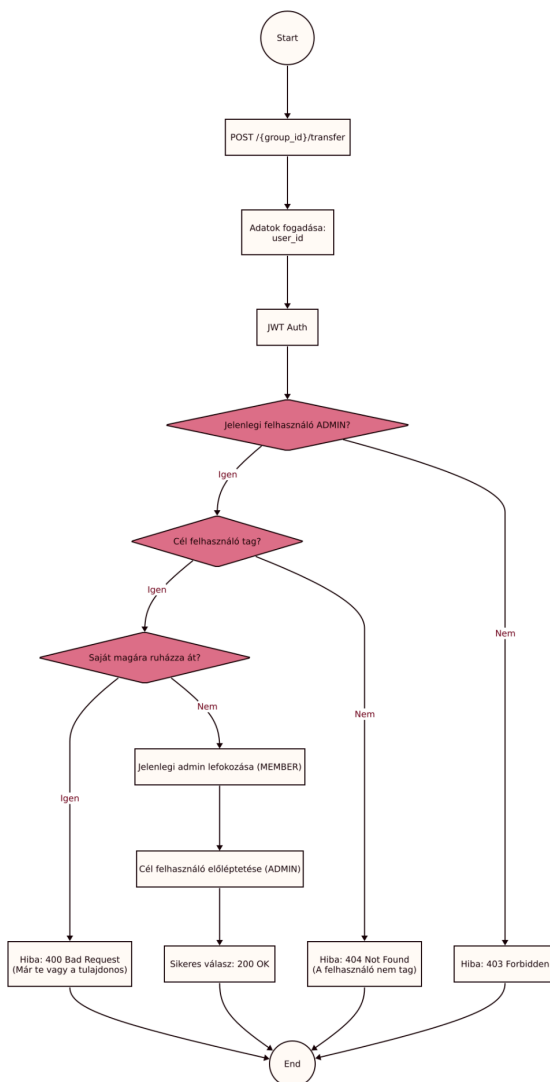 Start
POST /{group_id}/transfer
Adatok fogadása:
user_id
JWT Auth
Jelenlegi felhasználó ADMIN?
Igen
Cél felhasználó tag?
Igen
Nem
Saját magára ruházza át?
Nem
Nem
Jelenlegi admin lefokozása (MEMBER)
Igen
Cél felhasználó előléptetése (ADMIN)
Hiba: 400 Bad Request
(Már te vagy a tulajdonos)
Sikeres válasz: 200 OK
Hiba: 404 Not Found
(A felhasználó nem tag)
Hiba: 403 Forbidden
End